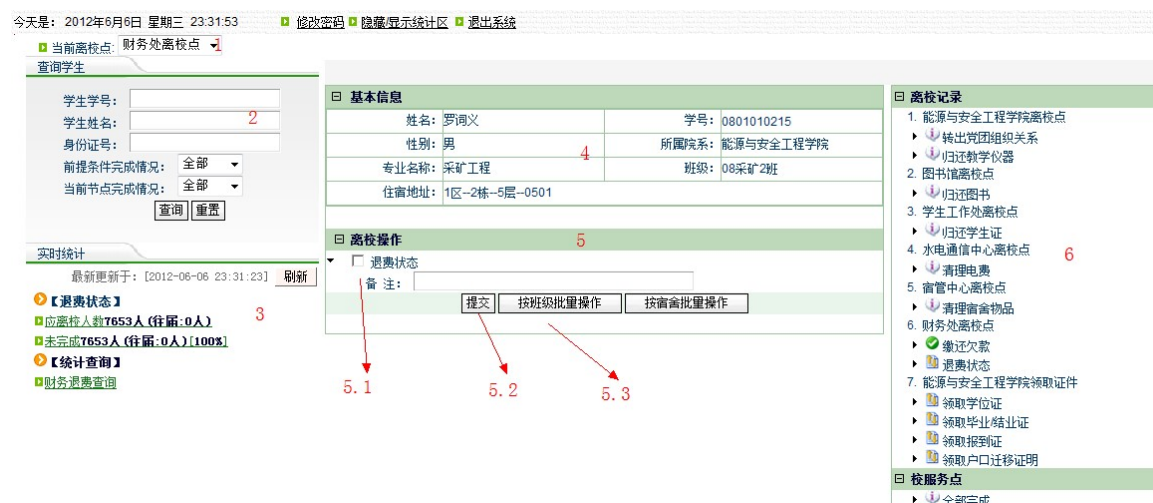 今天是: 2012年6月6日 星期三 23:31:53 修改密码 隐藏/显示统计区 退出系统
当前离校点: 财务处离校点 1
查询学生
学生学号:
学生姓名: 2
身份证号:
前提条件完成情况: 全部
当前节点完成情况: 全部
查询 重置
实时统计
最新更新于: [2012-06-06 23:31:23] 刷新
【退费状态】
应离校人数7653人(往届:0人) 3
未完成7653人(往届:0人)[100%]
【统计查询】
财务退费查询
基本信息
姓名: 罗词义 学号: 0801010215
性别: 男 所属院系: 能源与安全工程学院
4
专业名称: 采矿工程 班级: 08采矿2班
住宿地址: 1区--2栋--5层--0501
离校操作 5
退费状态
备 注:
提交 按班级批量操作 按宿舍批量操作
5.1 5.2 5.3
离校记录
1. 能源与安全工程学院离校点
转出党团组织关系
归还教学仪器
2. 图书馆离校点
归还图书
3. 学生工作处离校点
归还学生证
4. 水电通信中心离校点 6
清理电费
5. 宿管中心离校点
清理宿舍物品
6. 财务处离校点
缴还欠款
退费状态
7. 能源与安全工程学院领取证件
领取学位证
领取毕业/结业证
领取报到证
领取户口迁移证明
校服务点
全部完成